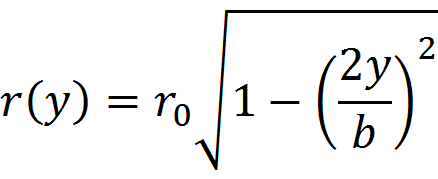 r(y) = r₀√(1 − (2y/b)²)